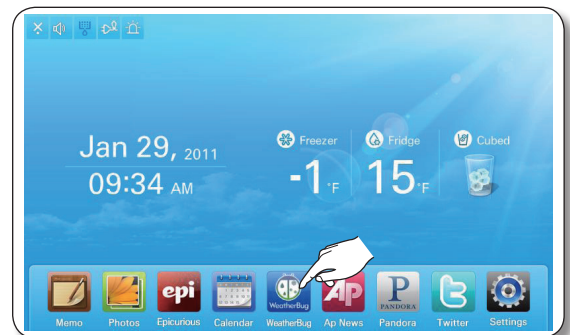 Jan 29, 2011
09:34 AM
Freezer
-1 °F
Fridge
15 °F
Cubed
epi
WeatherBug
AP
P
PANDORA
Memo
Photos
Epicurious
Calendar
WeatherBug
Ap News
Pandora
Twitter
Settings